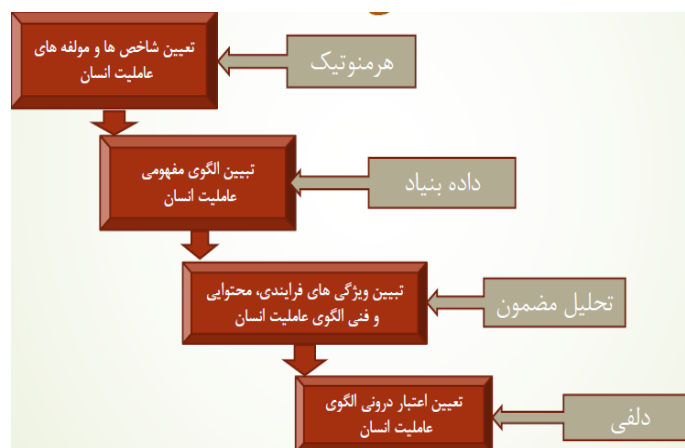 تعیین شاخص ها و مولفه های
عاملیت انسان
هرمنوتیک
تبیین الگوی مفهومی
عاملیت انسان
داده بنیاد
تبیین ویژگی های فرایندی، محتوایی
و فنی الگوی عاملیت انسان
تحلیل مضمون
تعیین اعتبار درونی الگوی
عاملیت انسان
دلفی